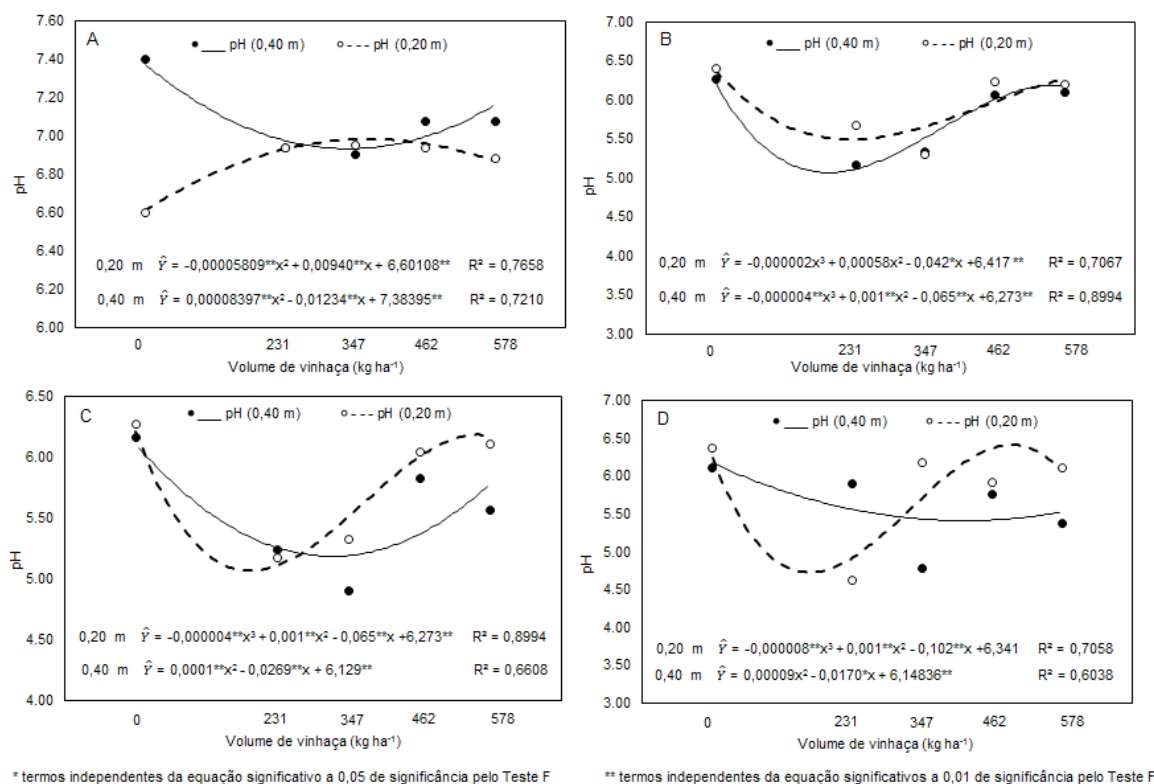 A
● ___ pH (0,40 m) ○ - - - pH (0,20 m)
7.60
7.40
7.20
7.00
6.80
6.60
6.40
6.20
6.00
pH
0,20 m Ŷ = -0,00005809**x² + 0,00940**x + 6,60108** R² = 0,7658
0,40 m Ŷ = 0,00008397**x² - 0,01234**x + 7,38395** R² = 0,7210
0 231 347 462 578
Volume de vinhaça (kg ha⁻¹)
B
● ___ pH (0,40 m) ○ - - - pH (0,20 m)
6.50
6.00
5.50
5.00
4.50
4.00
3.50
3.00
pH
0,20 m Ŷ = -0,000002x³ + 0,00058x² - 0,042*x +6,417 ** R² = 0,7067
0,40 m Ŷ = -0,000004**x³ + 0,001**x² - 0,065**x +6,273** R² = 0,8994
0 231 347 462 578
Volume de vinhaça (kg ha⁻¹)
C
● ___ pH (0,40 m) ○ - - - pH (0,20 m)
6.50
6.00
5.50
5.00
4.50
4.00
pH
0,20 m Ŷ = -0,000004**x³ + 0,001**x² - 0,065**x +6,273** R² = 0,8994
0,40 m Ŷ = 0,0001**x² - 0,0269**x + 6,129** R² = 0,6608
0 231 347 462 578
Volume de vinhaça (kg ha⁻¹)
D
● ___ pH (0,40 m) ○ - - - pH (0,20 m)
6.50
6.00
5.50
5.00
4.50
4.00
3.50
3.00
pH
0,20 m Ŷ = -0,000008**x³ + 0,001**x² - 0,102**x +6,341 R² = 0,7058
0,40 m Ŷ = 0,00009x² - 0,0170*x + 6,14836** R² = 0,6038
0 231 347 462 578
Volume de vinhaça (kg ha⁻¹)
* termos independentes da equação significativo a 0,05 de significância pelo Teste F
** termos independentes da equação significativos a 0,01 de significância pelo Teste F